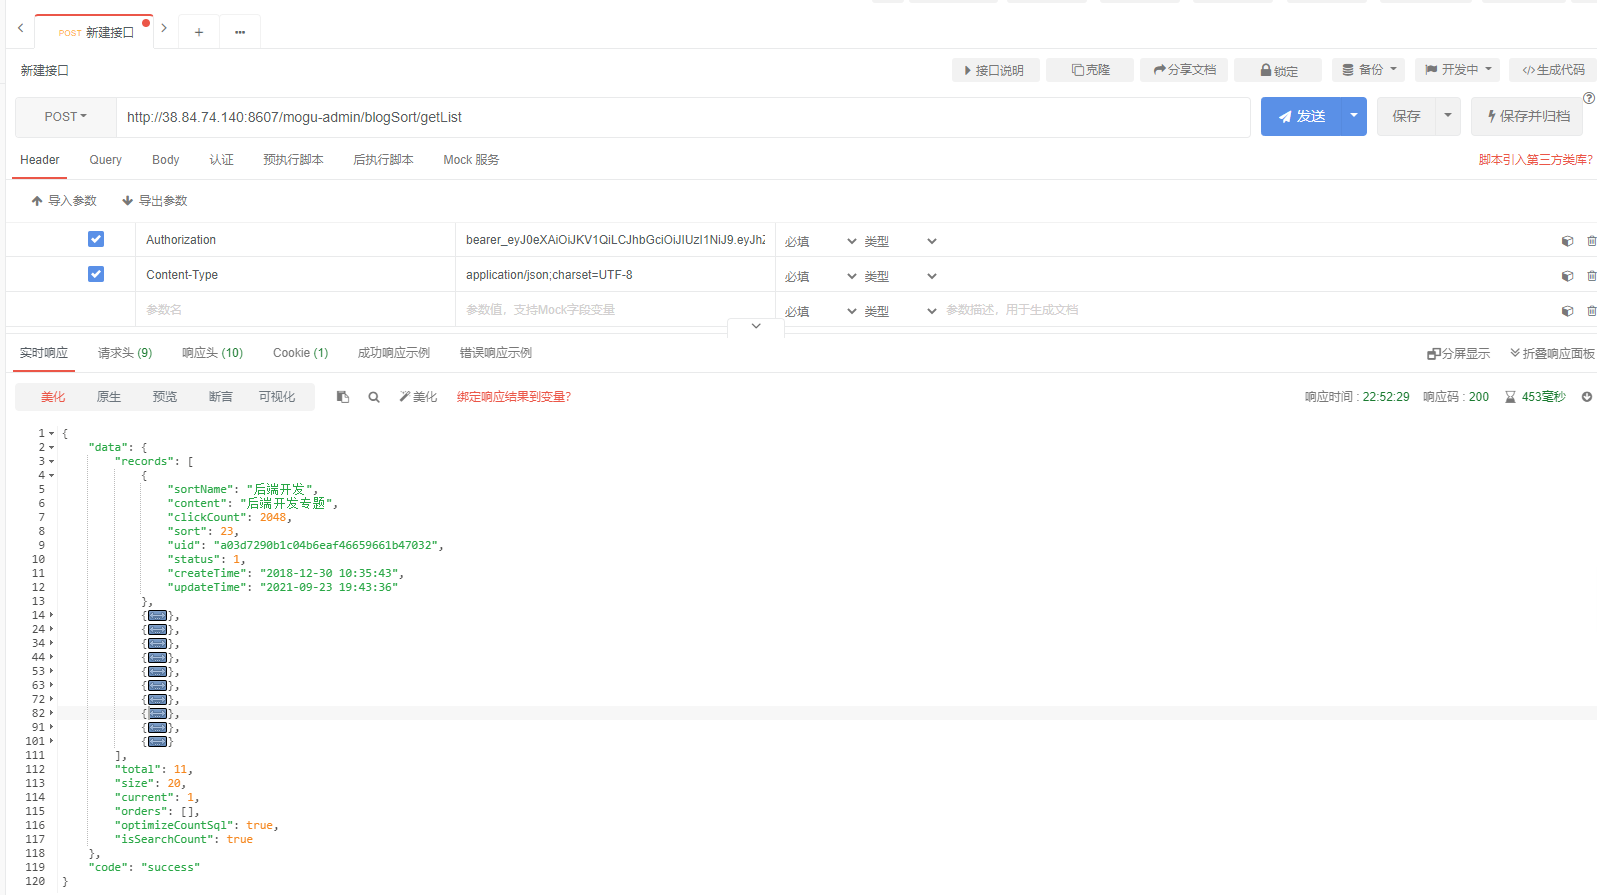 POST 新建接口
+
新建接口
接口说明 克隆 分享文档 锁定 备份 开发中 生成代码
POST http://38.84.74.140:8607/mogu-admin/blogSort/getList 发送 保存 保存并归档
Header Query Body 认证 预执行脚本 后执行脚本 Mock 服务 脚本引入第三方类库?
导入参数 导出参数
Authorization bearer_eyJ0eXAiOiJKV1QiLCJhbGciOiJIUzI1NiJ9.eyJhZ 必填 类型
Content-Type application/json;charset=UTF-8 必填 类型
参数名 参数值，支持Mock字段变量 必填 类型 参数描述，用于生成文档
实时响应 请求头 (9) 响应头 (10) Cookie (1) 成功响应示例 错误响应示例 分屏显示 折叠响应面板
美化 原生 预览 断言 可视化 美化 绑定响应结果到变量? 响应时间 : 22:52:29 响应码 : 200 453毫秒
1 {
2 "data": {
3 "records": [
4 {
5 "sortName": "后端开发",
6 "content": "后端开发专题",
7 "clickCount": 2048,
8 "sort": 23,
9 "uid": "a03d7290b1c04b6eaf46659661b47032",
10 "status": 1,
11 "createTime": "2018-12-30 10:35:43",
12 "updateTime": "2021-09-23 19:43:36"
13 },
14 {},
24 {},
34 {},
44 {},
53 {},
63 {},
72 {},
82 {},
91 {},
101 {}
111 ],
112 "total": 11,
113 "size": 20,
114 "current": 1,
115 "orders": [],
116 "optimizeCountSql": true,
117 "isSearchCount": true
118 },
119 "code": "success"
120 }